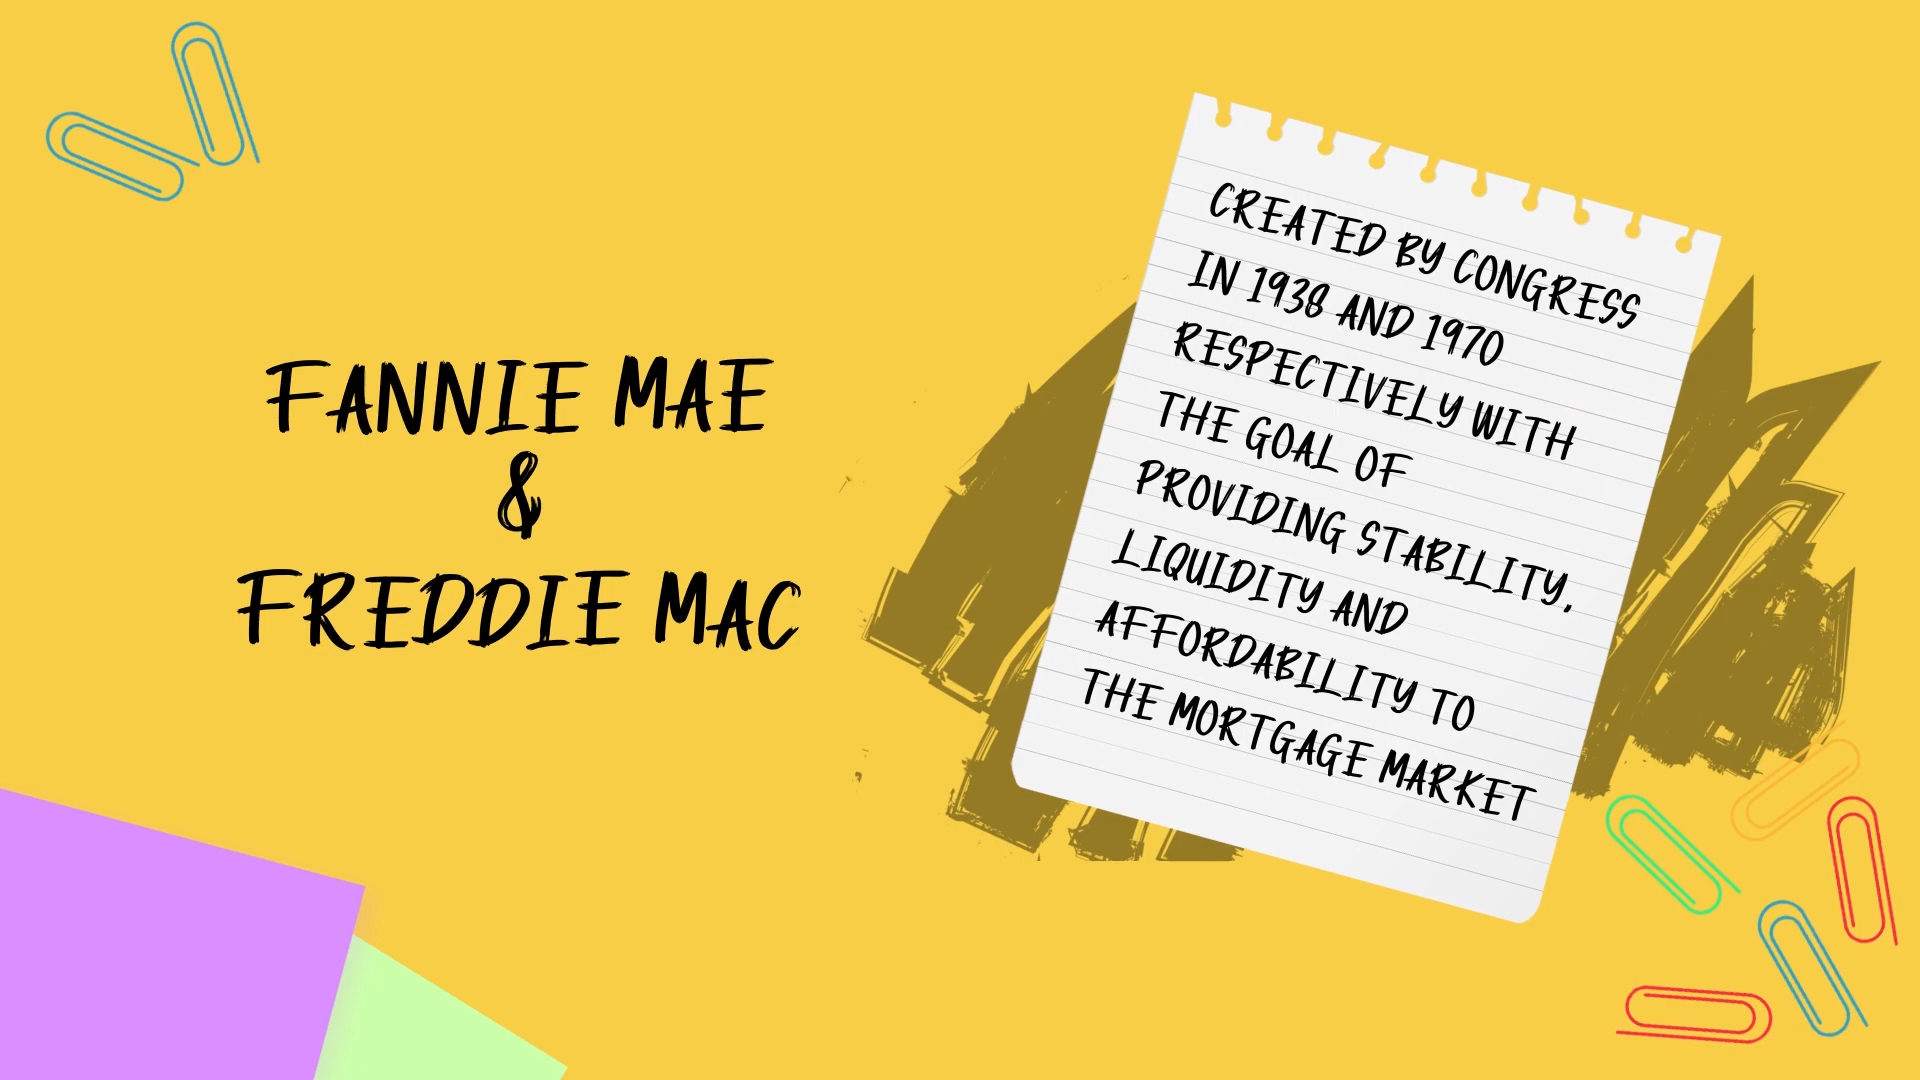 FANNIE MAE
&
FREDDIE MAC
CREATED BY CONGRESS
IN 1938 AND 1970
RESPECTIVELY WITH
THE GOAL OF
PROVIDING STABILITY,
LIQUIDITY AND
AFFORDABILITY TO
THE MORTGAGE MARKET